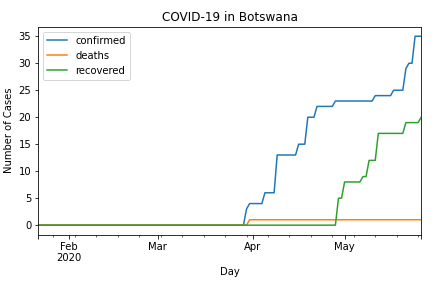 COVID-19 in Botswana
confirmed
deaths
recovered
Number of Cases
35
30
25
20
15
10
5
0
Feb
2020
Mar
Apr
May
Day